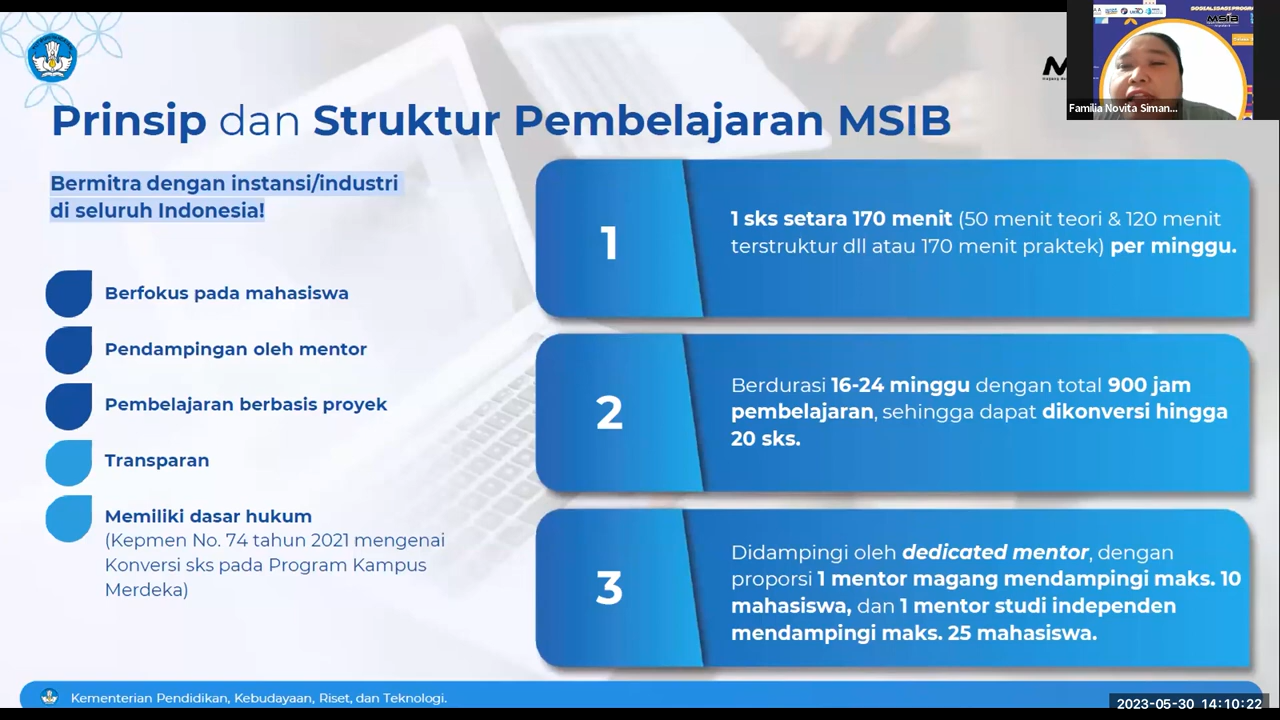 SOSIALISASI PROGRA
MSIB
M
Familia Novita Siman...
Prinsip dan Struktur Pembelajaran MSIB
Bermitra dengan instansi/industri
di seluruh Indonesia!
Berfokus pada mahasiswa
Pendampingan oleh mentor
Pembelajaran berbasis proyek
Transparan
Memiliki dasar hukum
(Kepmen No. 74 tahun 2021 mengenai
Konversi sks pada Program Kampus
Merdeka)
1
1 sks setara 170 menit (50 menit teori & 120 menit
terstruktur dll atau 170 menit praktek) per minggu.
2
Berdurasi 16-24 minggu dengan total 900 jam
pembelajaran, sehingga dapat dikonversi hingga
20 sks.
3
Didampingi oleh dedicated mentor, dengan
proporsi 1 mentor magang mendampingi maks. 10
mahasiswa, dan 1 mentor studi independen
mendampingi maks. 25 mahasiswa.
Kementerian Pendidikan, Kebudayaan, Riset, dan Teknologi.
2023-05-30 14:10:22